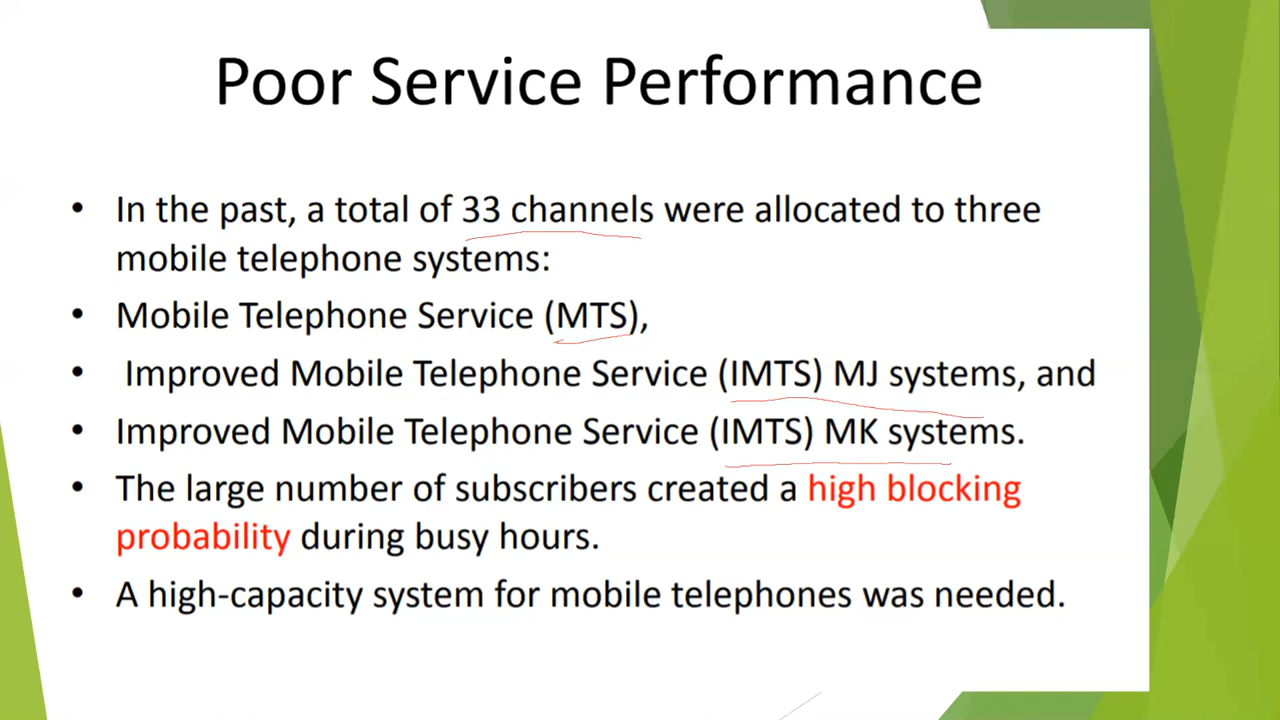 Poor Service Performance
• In the past, a total of 33 channels were allocated to three
mobile telephone systems:
• Mobile Telephone Service (MTS),
• Improved Mobile Telephone Service (IMTS) MJ systems, and
• Improved Mobile Telephone Service (IMTS) MK systems.
• The large number of subscribers created a high blocking
probability during busy hours.
• A high-capacity system for mobile telephones was needed.